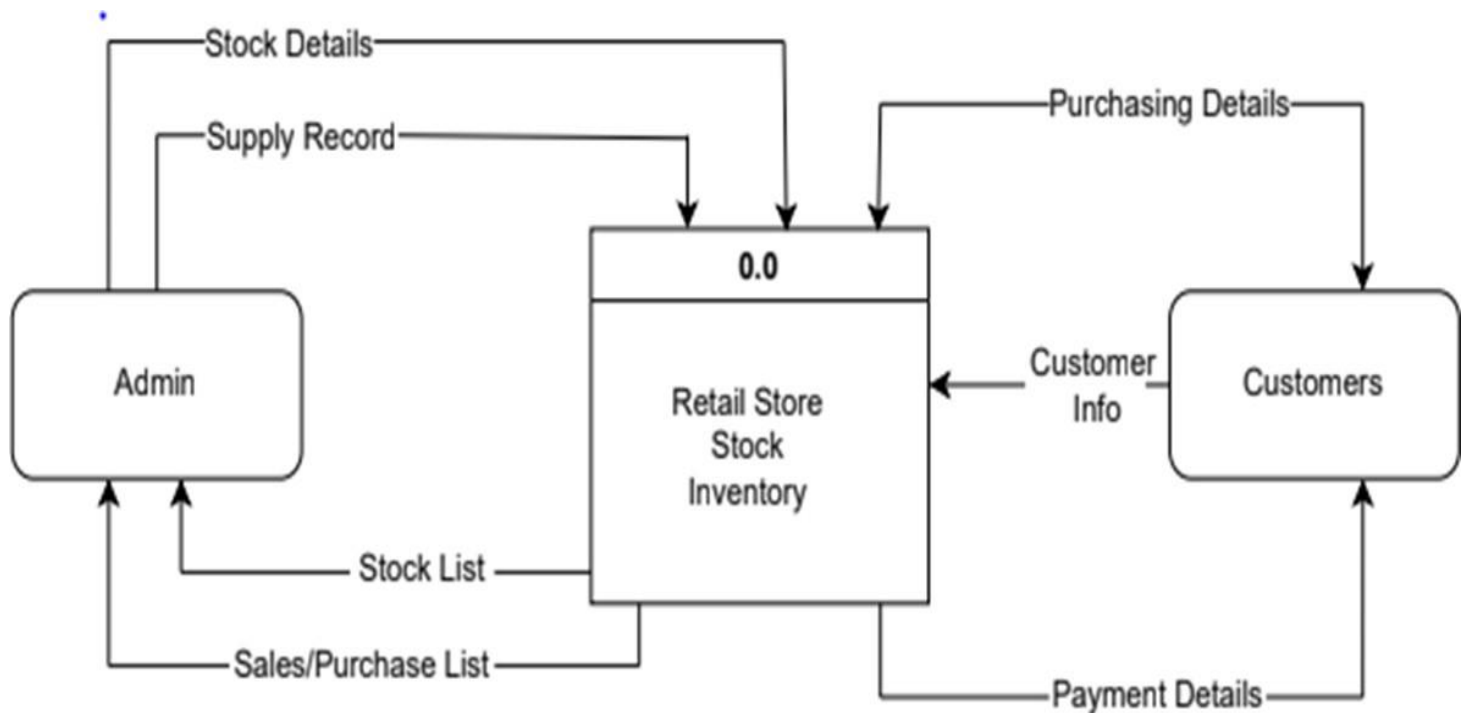 Stock Details
Purchasing Details
Supply Record
0.0
Admin
Retail Store
Stock
Inventory
Customer
Info
Customers
Stock List
Sales/Purchase List
Payment Details